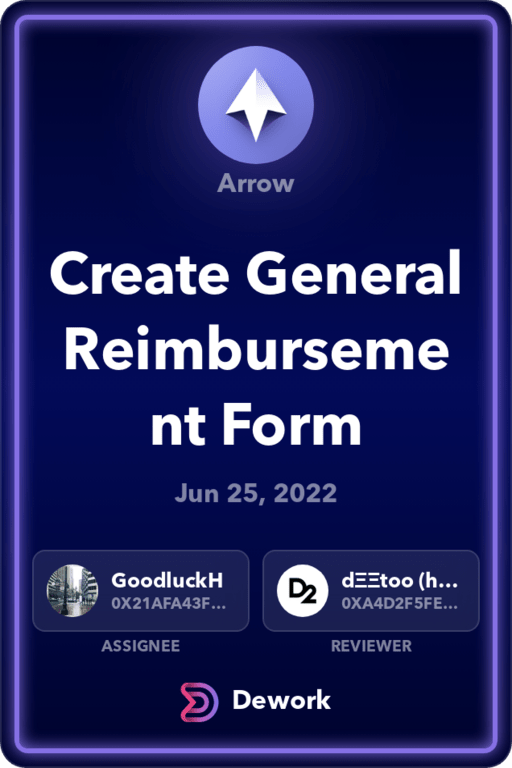 Arrow
Create General
Reimburseme
nt Form
Jun 25, 2022
GoodluckH
0X21AFA43F...
ASSIGNEE
D2
dΞΞtoo (h...
0XA4D2F5FE...
REVIEWER
Dework